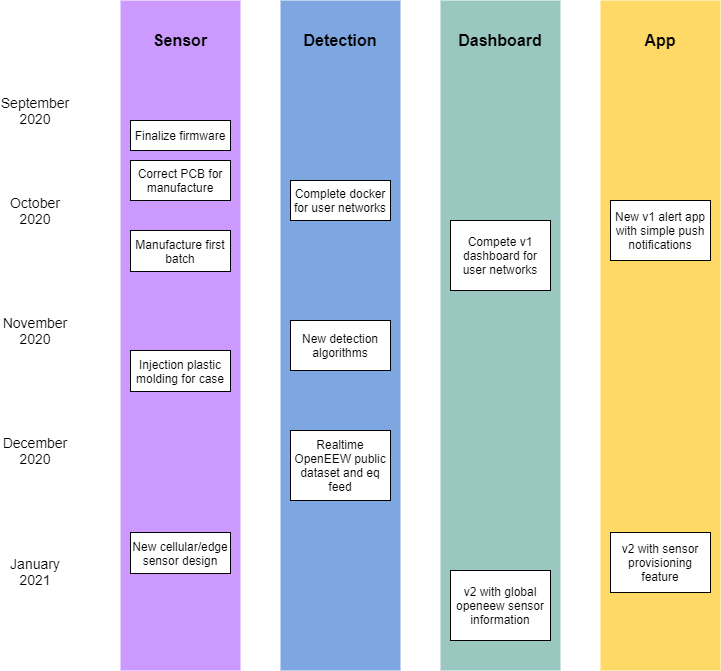 Sensor
Detection
Dashboard
App
September
2020
Finalize firmware
Correct PCB for
manufacture
October
2020
Complete docker
for user networks
New v1 alert app
with simple push
notifications
Manufacture first
batch
Compete v1
dashboard for
user networks
November
2020
New detection
algorithms
Injection plastic
molding for case
December
2020
Realtime
OpenEEW public
dataset and eq
feed
January
2021
New cellular/edge
sensor design
v2 with sensor
provisioning
feature
v2 with global
openeew sensor
information